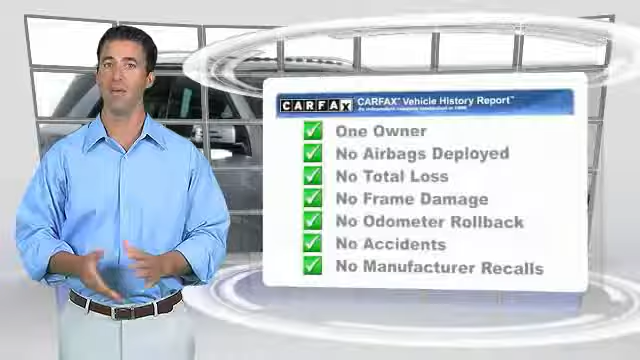 CARFAX CARFAX™ Vehicle History Report™
One Owner
No Airbags Deployed
No Total Loss
No Frame Damage
No Odometer Rollback
No Accidents
No Manufacturer Recalls